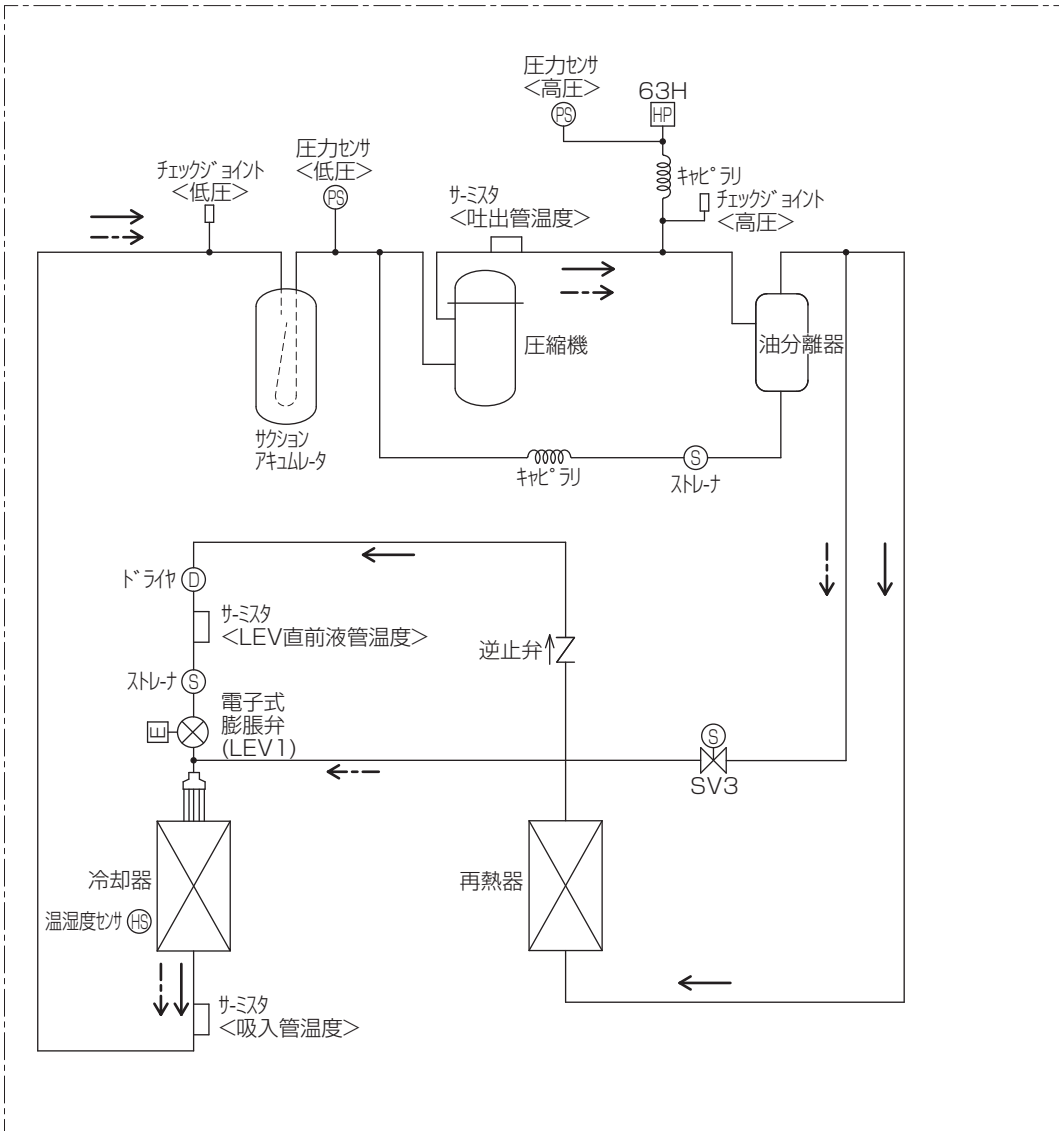 圧力センサ
<高圧>
PS
63H
HP
圧力センサ
<低圧>
PS
チェックジョイント
<低圧>
キャピラリ
チェックジョイント
<高圧>
サーミスタ
<吐出管温度>
圧縮機
油分離器
サクション
アキュムレータ
キャピラリ
S
ストレーナ
ドライヤ
D
サーミスタ
<LEV直前液管温度>
逆止弁
ストレーナ
S
電子式
膨脹弁
(LEV1)
E
S
SV3
冷却器
再熱器
温湿度センサ
HS
サーミスタ
<吸入管温度>